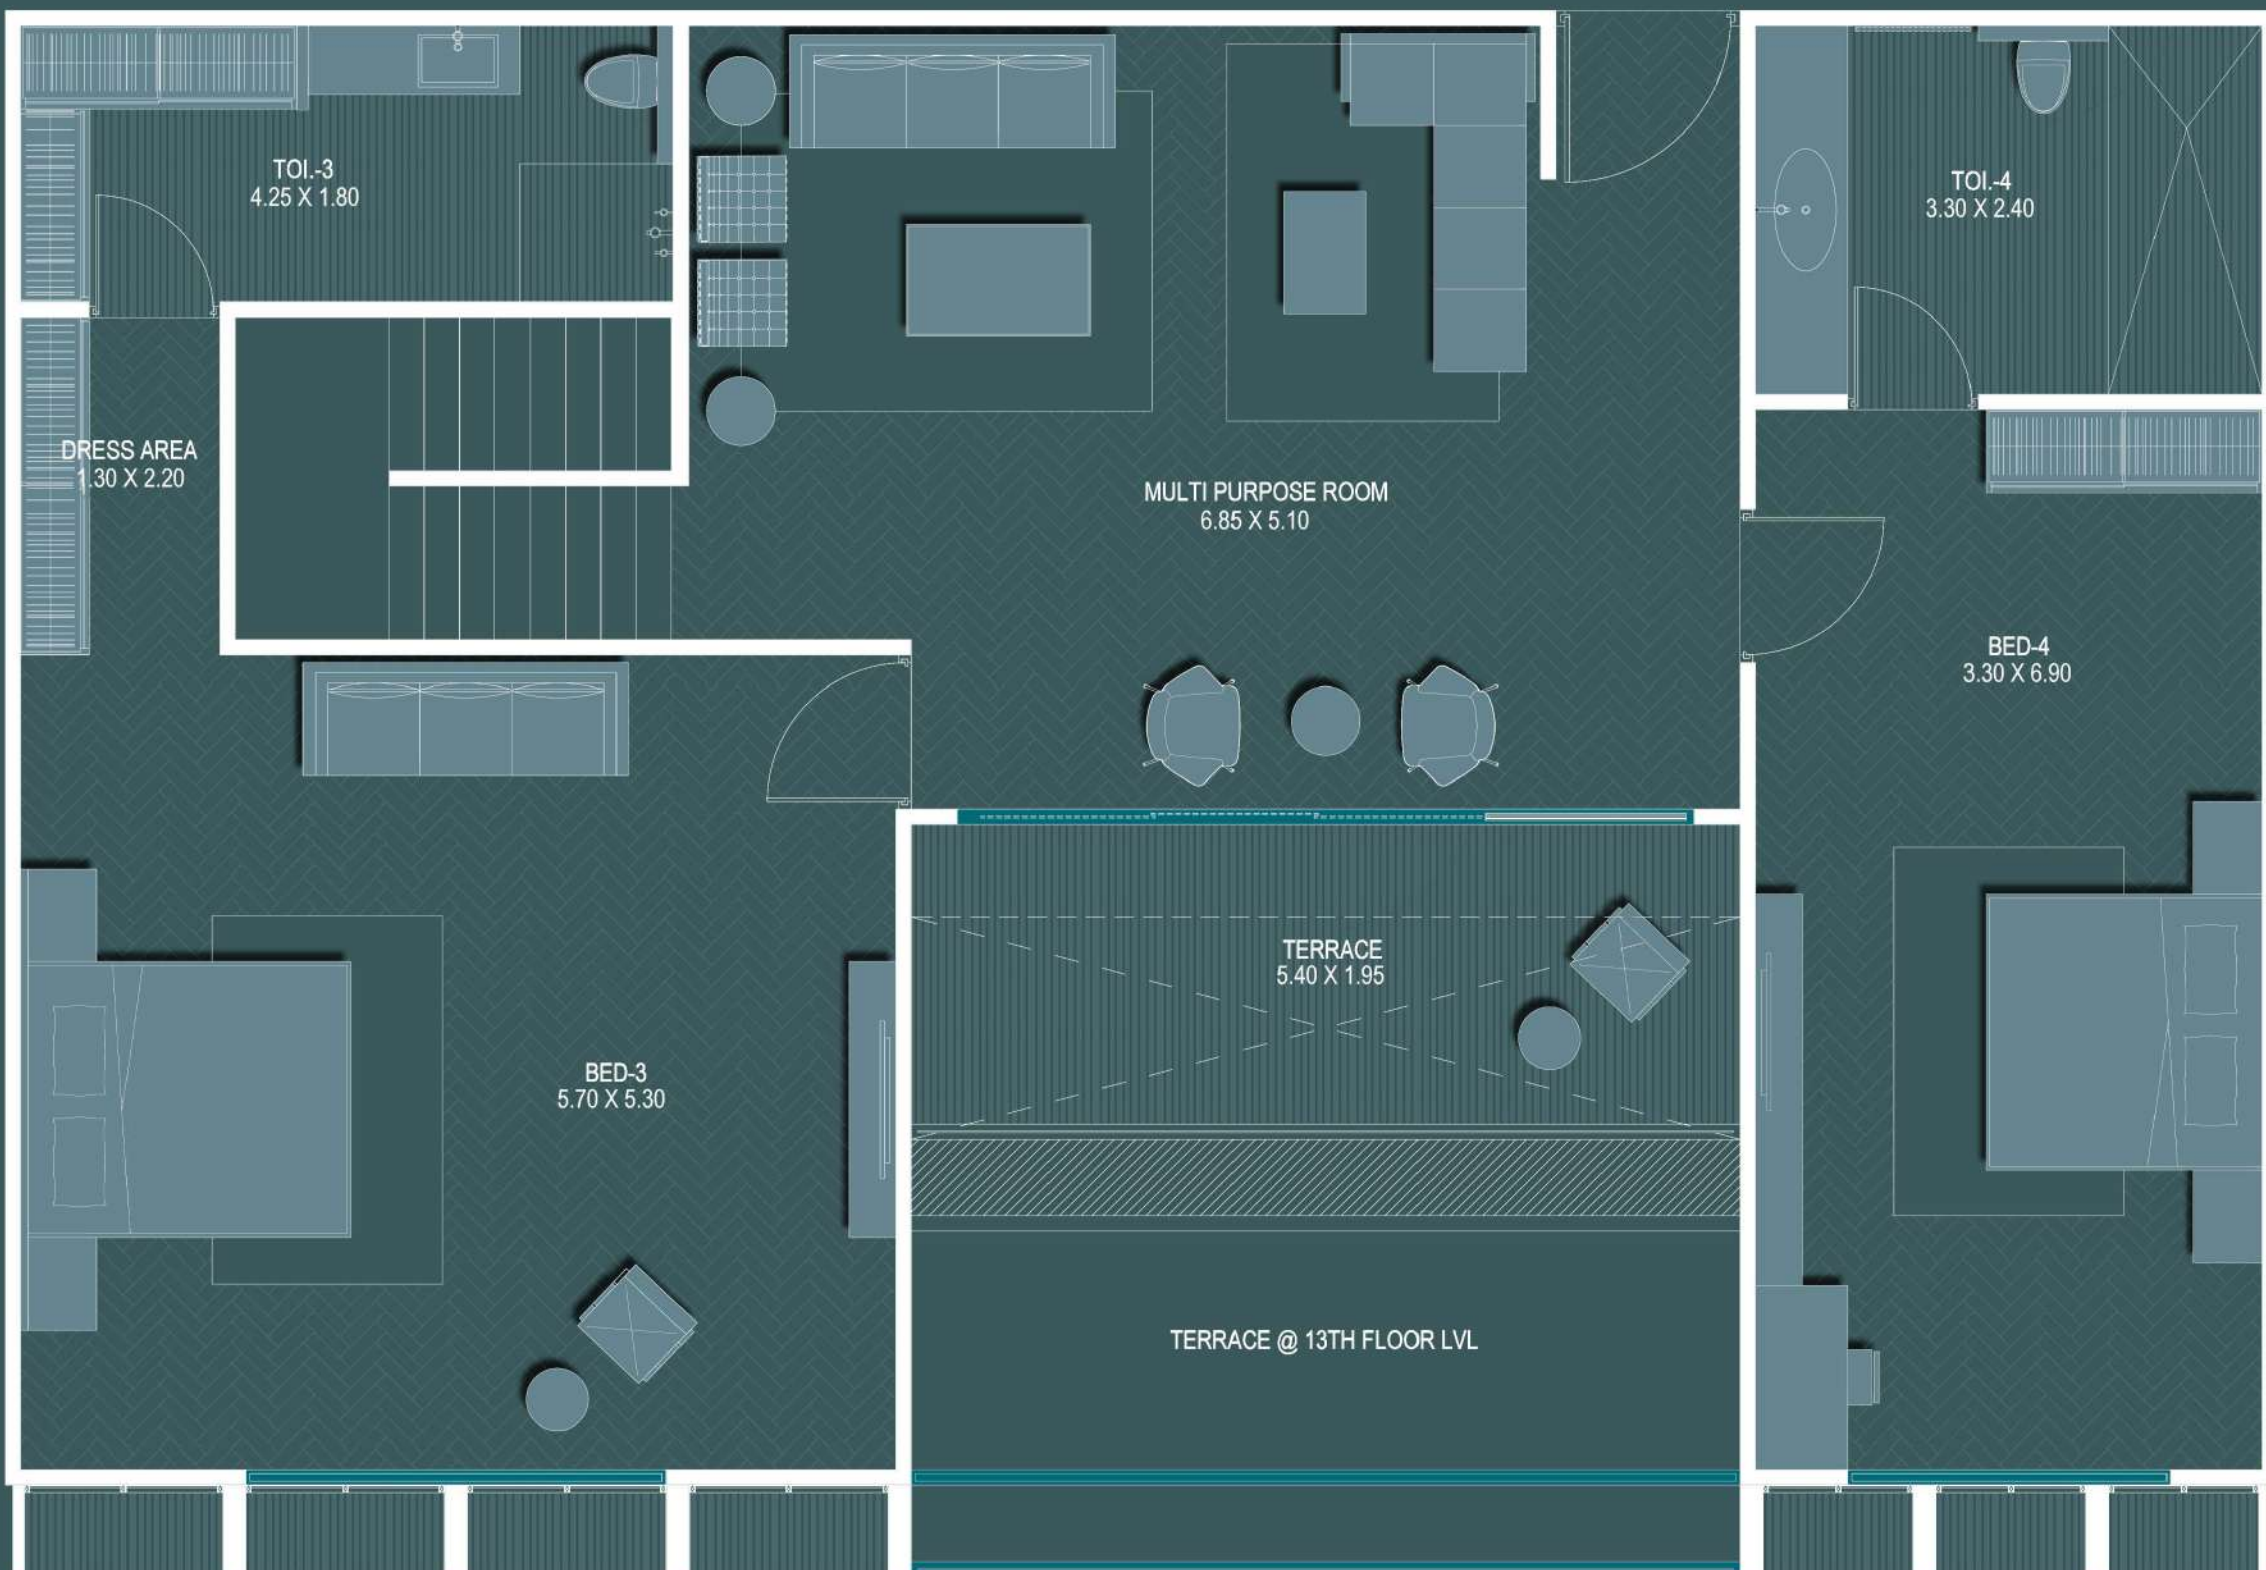 TOI.-3
4.25 X 1.80
TOI.-4
3.30 X 2.40
DRESS AREA
1.30 X 2.20
MULTI PURPOSE ROOM
6.85 X 5.10
BED-4
3.30 X 6.90
TERRACE
5.40 X 1.95
BED-3
5.70 X 5.30
TERRACE @ 13TH FLOOR LVL